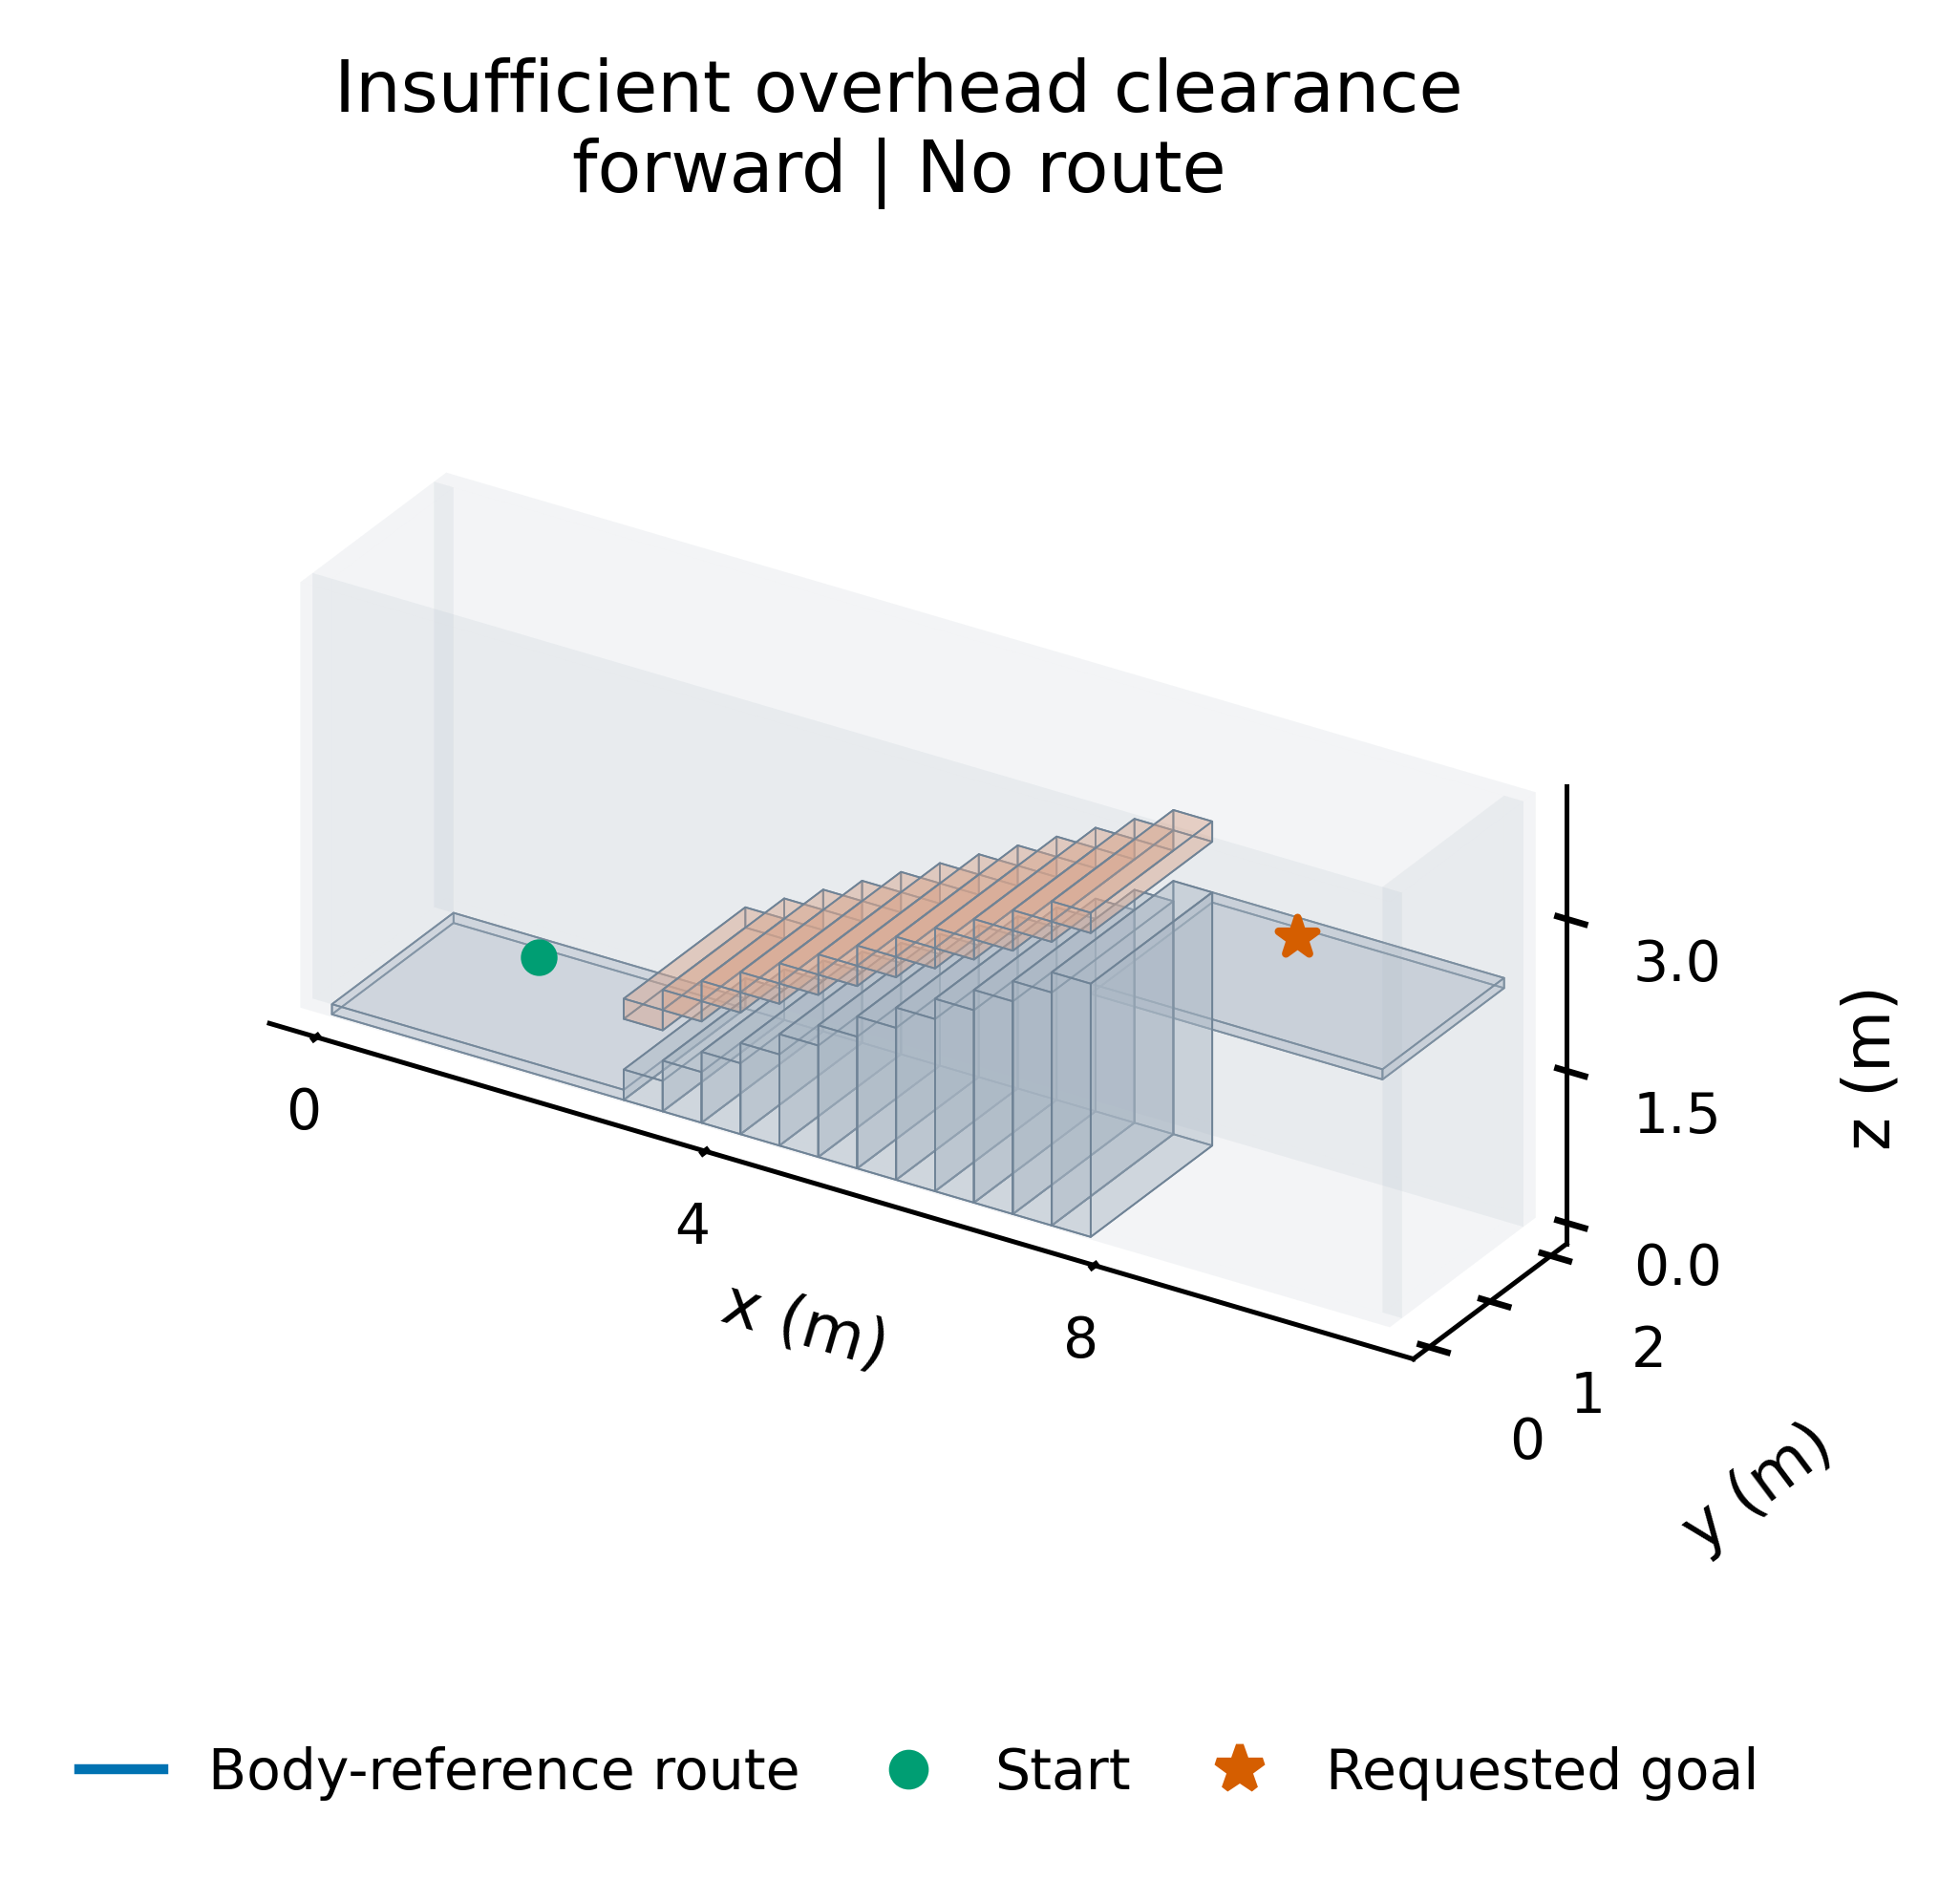 Insufficient overhead clearance
forward | No route
3.0
1.5
0.0
z (m)
0
4
8
x (m)
2
1
0
y (m)
Body-reference route
Start
Requested goal